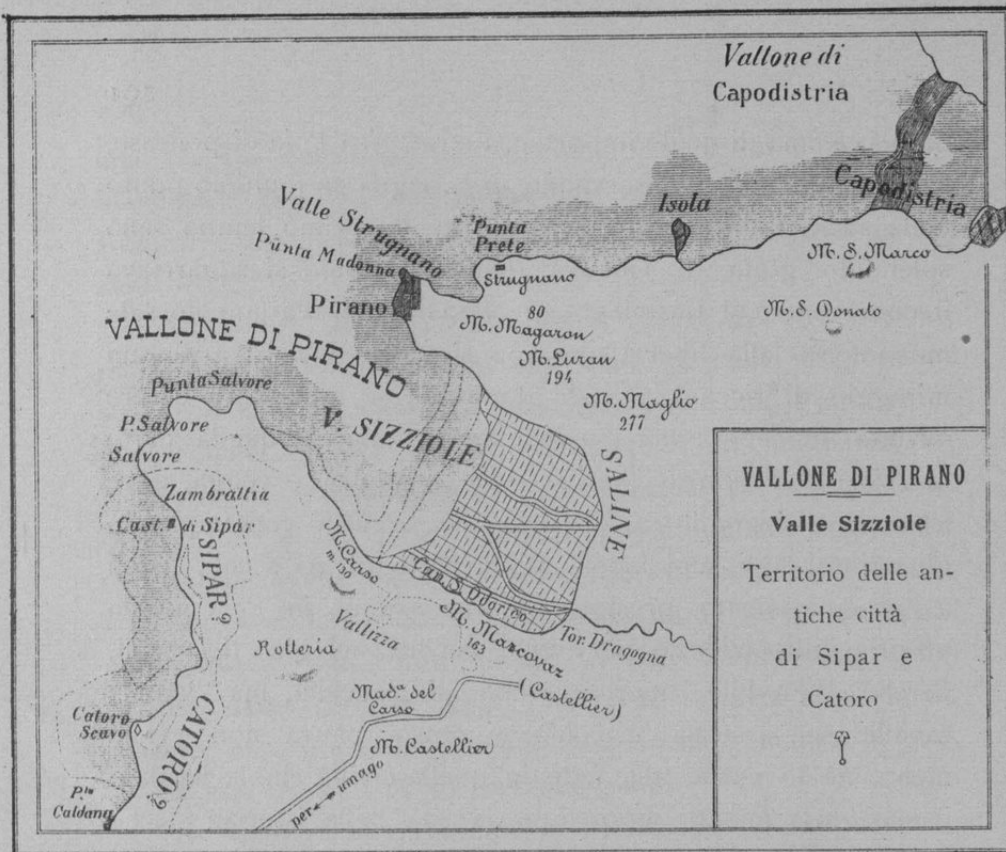 Vallone di
Capodistria
Capodistria
Isola
Valle Strugnano
Punta
Prete
Punta Madonna
Strugnano
M. S. Marco
M. S. Donato
Pirano
80
M. Magaron
M. Luran
194
M. Maglio
277
VALLONE DI PIRANO
V. SIZZIOLE
SALINE
Punta Salvore
P. Salvore
Salvore
Zambrattia
Cast.º di Sipar
SIPAR?
M. Carso
m. 130
Can. S. Odorico
M. Mazcovaz
163
Tor. Dragogna
Vallizza
Rotteria
Mad.na del
Carso
(Castellier)
M. Castellier
per umago
Catoro
Scavo
CATORO?
P.ta
Caldana
VALLONE DI PIRANO
Valle Sizziole
Territorio delle an-
tiche città
di Sipar e
Catoro